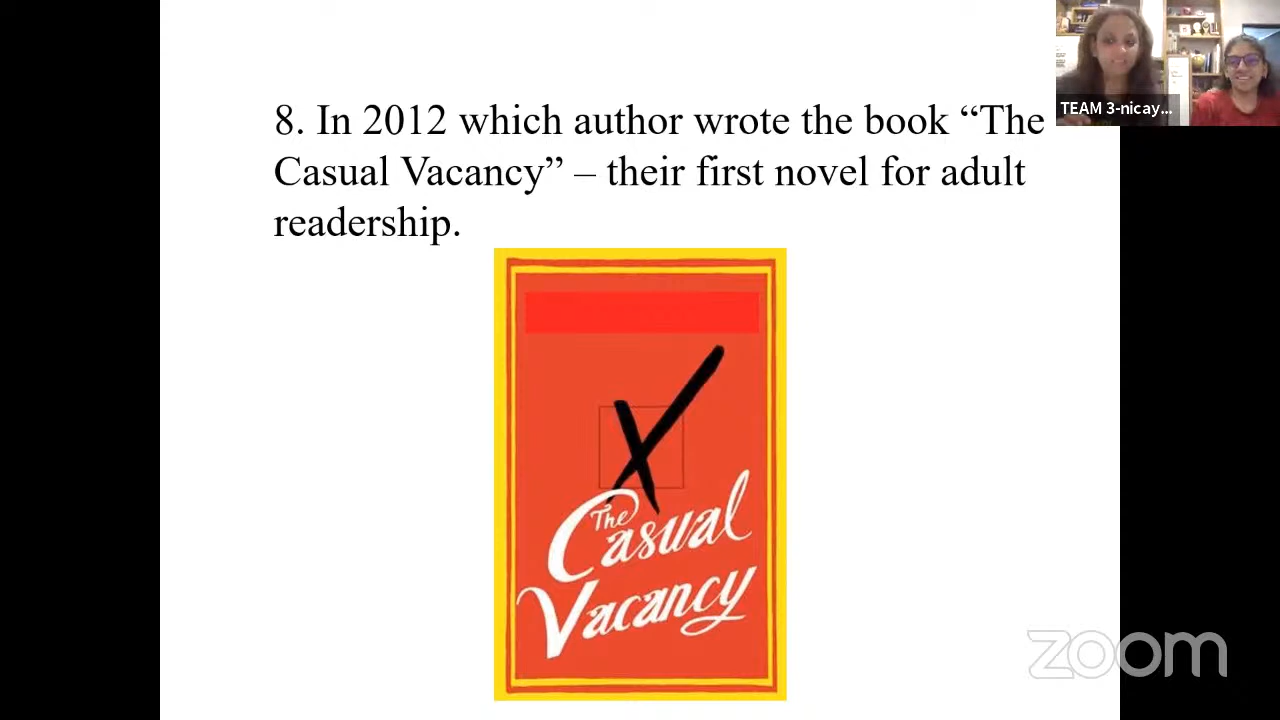 8. In 2012 which author wrote the book “The
Casual Vacancy” – their first novel for adult
readership.
TEAM 3-nicay...
The
Casual
Vacancy
zoom